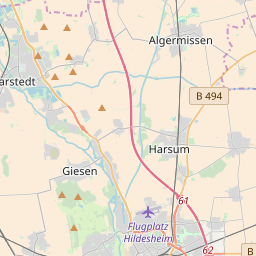 Algermissen
arstedt
B 494
Harsum
Giesen
61
Flugplatz
Hildesheim
62
B